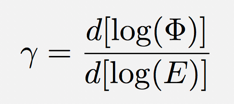 γ = d[log(Φ)] / d[log(E)]